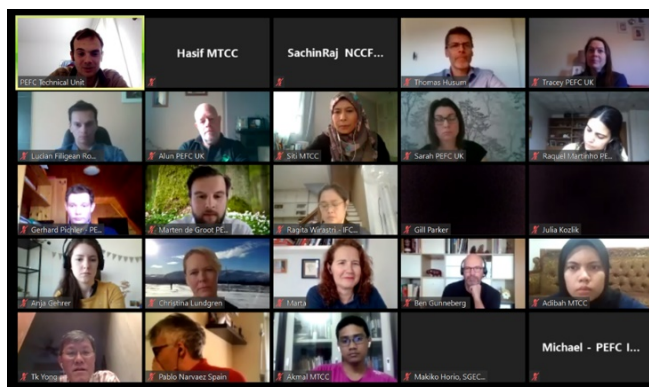 PEFC Technical Unit
Hasif MTCC
SachinRaj NCCF...
Thomas Husum
Tracey PEFC UK
Lucian Filigean Ro...
Alun PEFC UK
Siti MTCC
Sarah PEFC UK
Raquel Martinho PE...
Gerhard Pichler - PE...
Marten de Groot PE...
Ragita Wirastri - IFC...
Gill Parker
Julia Kozlik
Anja Gehrer
Christina Lundgren
Marta
Ben Gunneberg
Adibah MTCC
Tk Yong
Pablo Narvaez Spain
Akmal MTCC
Makiko Horio, SGEC...
Michael - PEFC I...